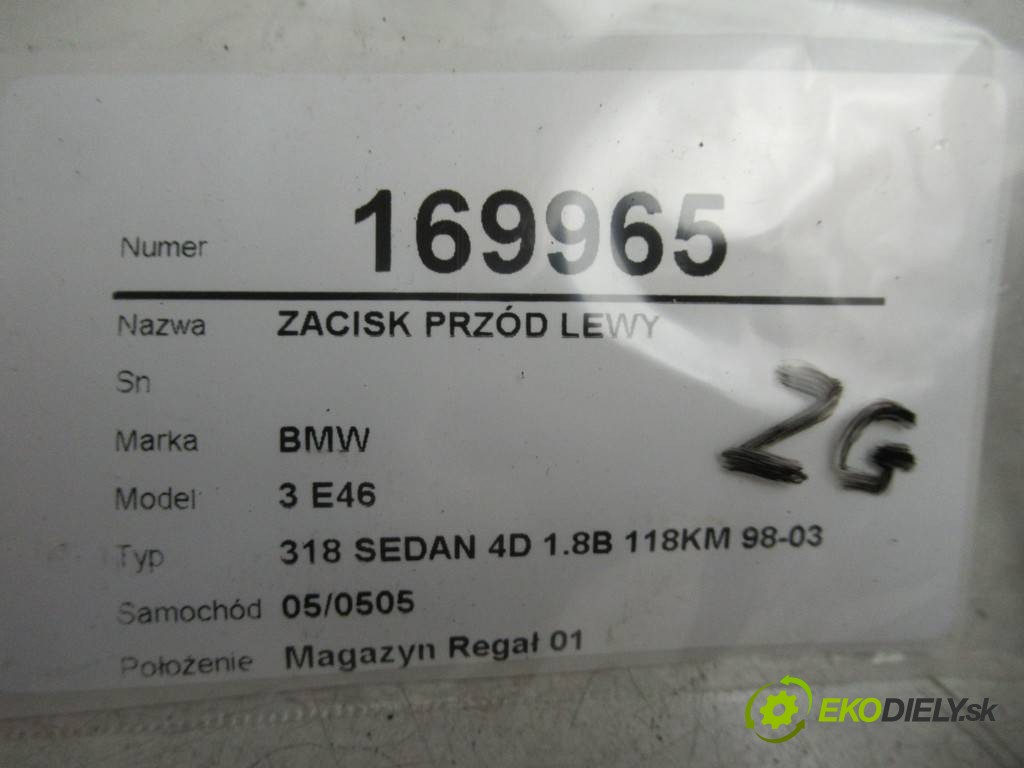 Numer 169965
Nazwa ZACISK PRZÓD LEWY
Sn
Marka BMW
Model 3 E46
Typ 318 SEDAN 4D 1.8B 118KM 98-03
Samochód 05/0505
Położenie Magazyn Regał 01
ZG
EKODIELY.sk